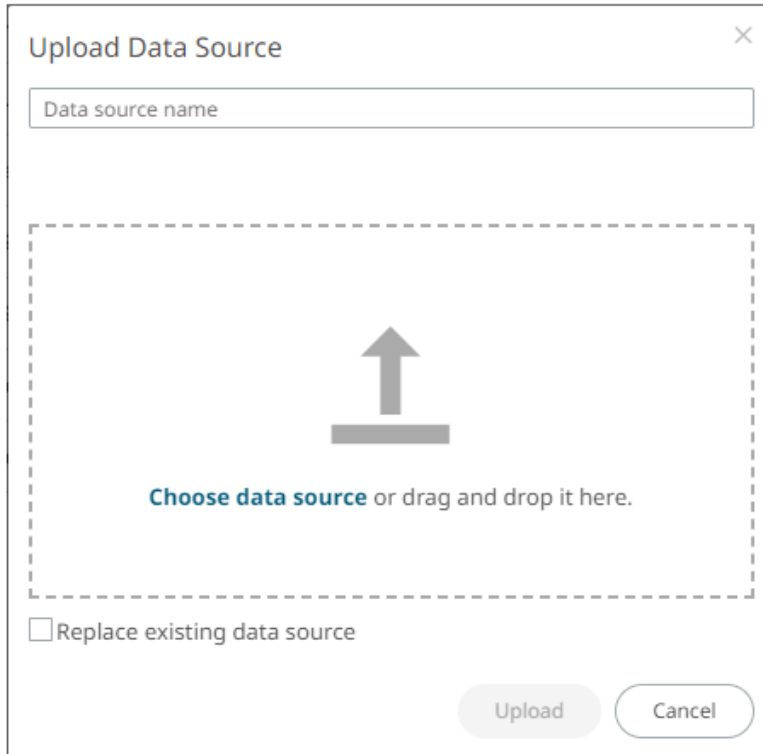 Upload Data Source
Data source name
Choose data source or drag and drop it here.
Replace existing data source
Upload
Cancel